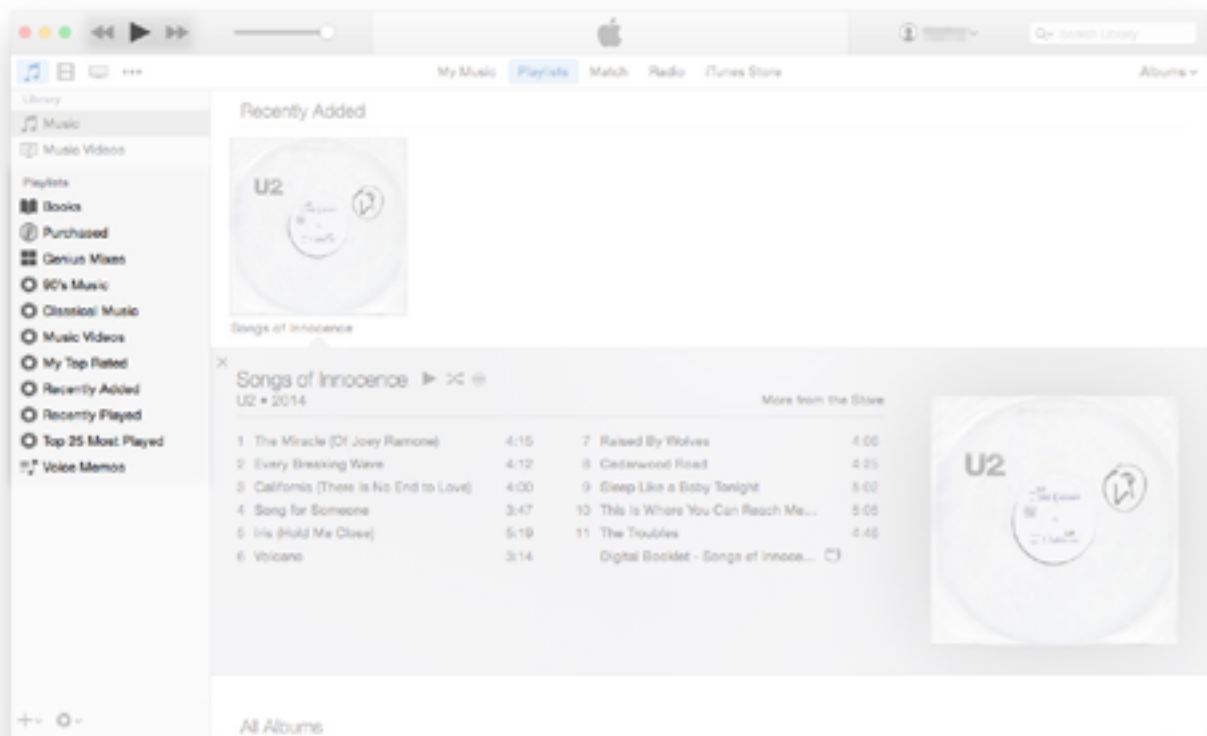 Search Library
My Music Playlists Match Radio iTunes Store Albums
Library
Music
Music Videos
Playlists
Books
Purchased
Genius Mixes
90's Music
Classical Music
Music Videos
My Top Rated
Recently Added
Recently Played
Top 25 Most Played
Voice Memos
Recently Added
U2
Songs of Innocence
Songs of Innocence
U2 • 2014
More from the Store
1 The Miracle (Of Joey Ramone) 4:15
2 Every Breaking Wave 4:12
3 California (There Is No End to Love) 4:00
4 Song for Someone 3:47
5 Iris (Hold Me Close) 5:19
6 Volcano 3:14
7 Raised By Wolves 4:06
8 Cedarwood Road 4:25
9 Sleep Like a Baby Tonight 5:02
10 This Is Where You Can Reach Me... 5:05
11 The Troubles 4:46
Digital Booklet - Songs of Innoce...
U2
All Albums